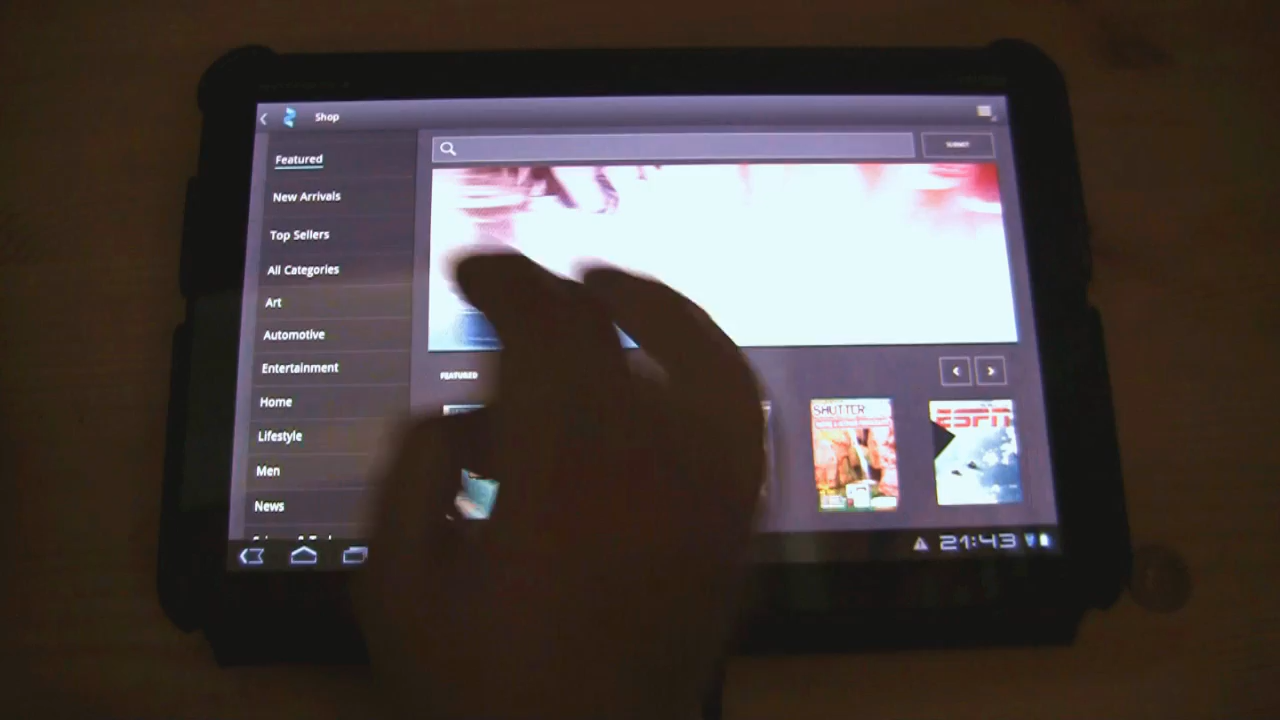 Shop
SUBMIT
Featured
New Arrivals
Top Sellers
All Categories
Art
Automotive
Entertainment
Home
Lifestyle
Men
News
FEATURED
SHUTTER
ESPN
21:43